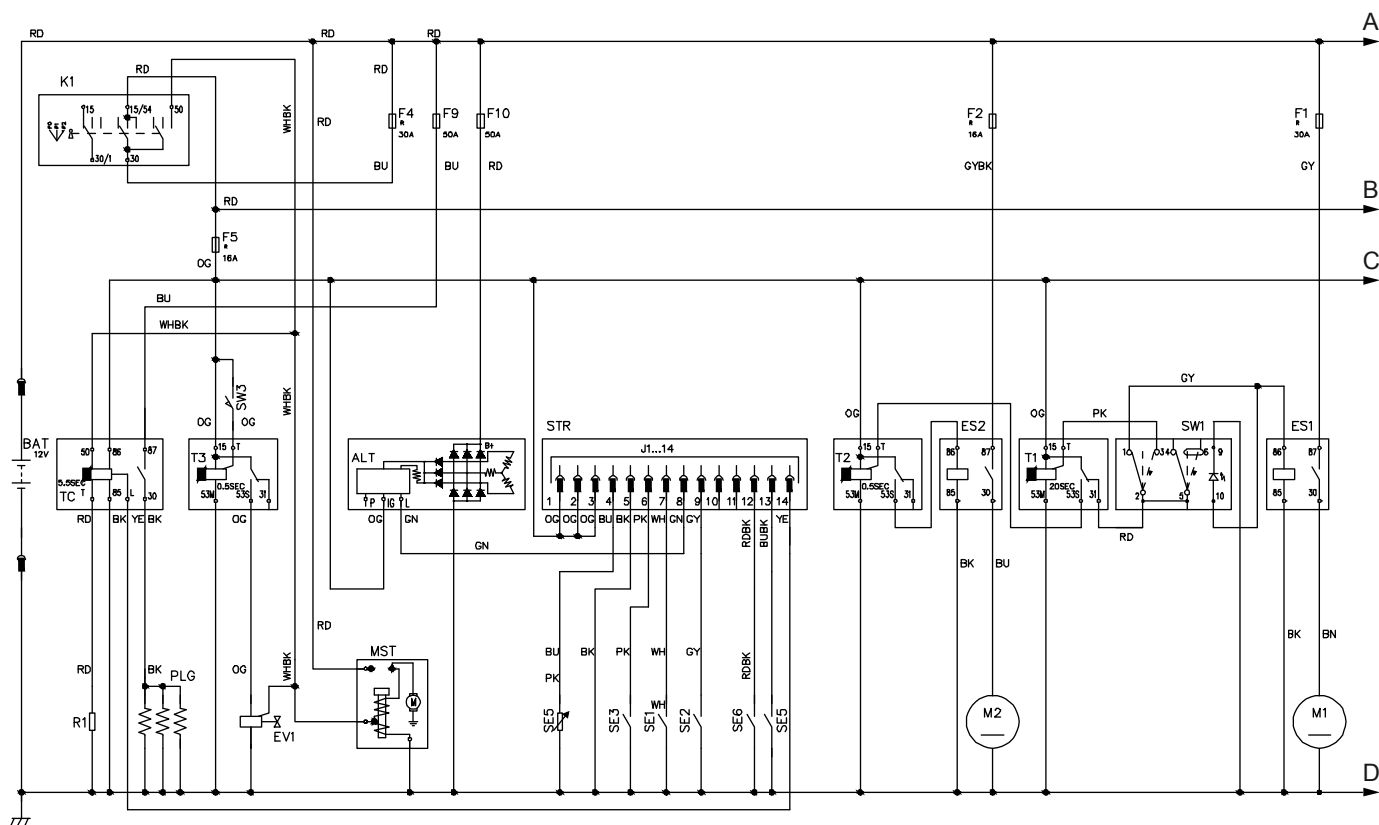 A
RD RD RD RD
K1
RD
RD
15 15/54 50
30/1 30
WHBK
RD
F4 R 30A
F9 50A
F10 50A
F2 R 16A
F1 R 30A
BU BU RD
GYBK
GY
RD
B
F5 R 16A
OG
C
BU
WHBK
WHBK
SW3
OG OG
OG
OG
PK
GY
BAT 12V
50 86 87
5.5SEC
TC
T 85 L 30
RD BK YE BK
T3
15 T
0.5SEC
53M 53S 31
OG
ALT
B+
P IG L
OG GN
GN
STR
J1...14
1 2 3 4 5 6 7 8 9 10 11 12 13 14
OG OG OG BU BK PK WH GN GY RDBK BUBK YE
T2
15 T
0.5SEC
53M 53S 31
ES2
86 87
85 30
BK BU
T1
15 T
20SEC
53M 53S 31
RD
SW1
1 3 4 6 9
2 5 10
ES1
86 87
85 30
BK BN
RD
RD BK PLG
OG WHBK
R1
EV1
MST
M
BU BK PK WH GY RDBK
PK
WH
SE5 SE3 SE1 SE2 SE6 SE5
M2
M1
D